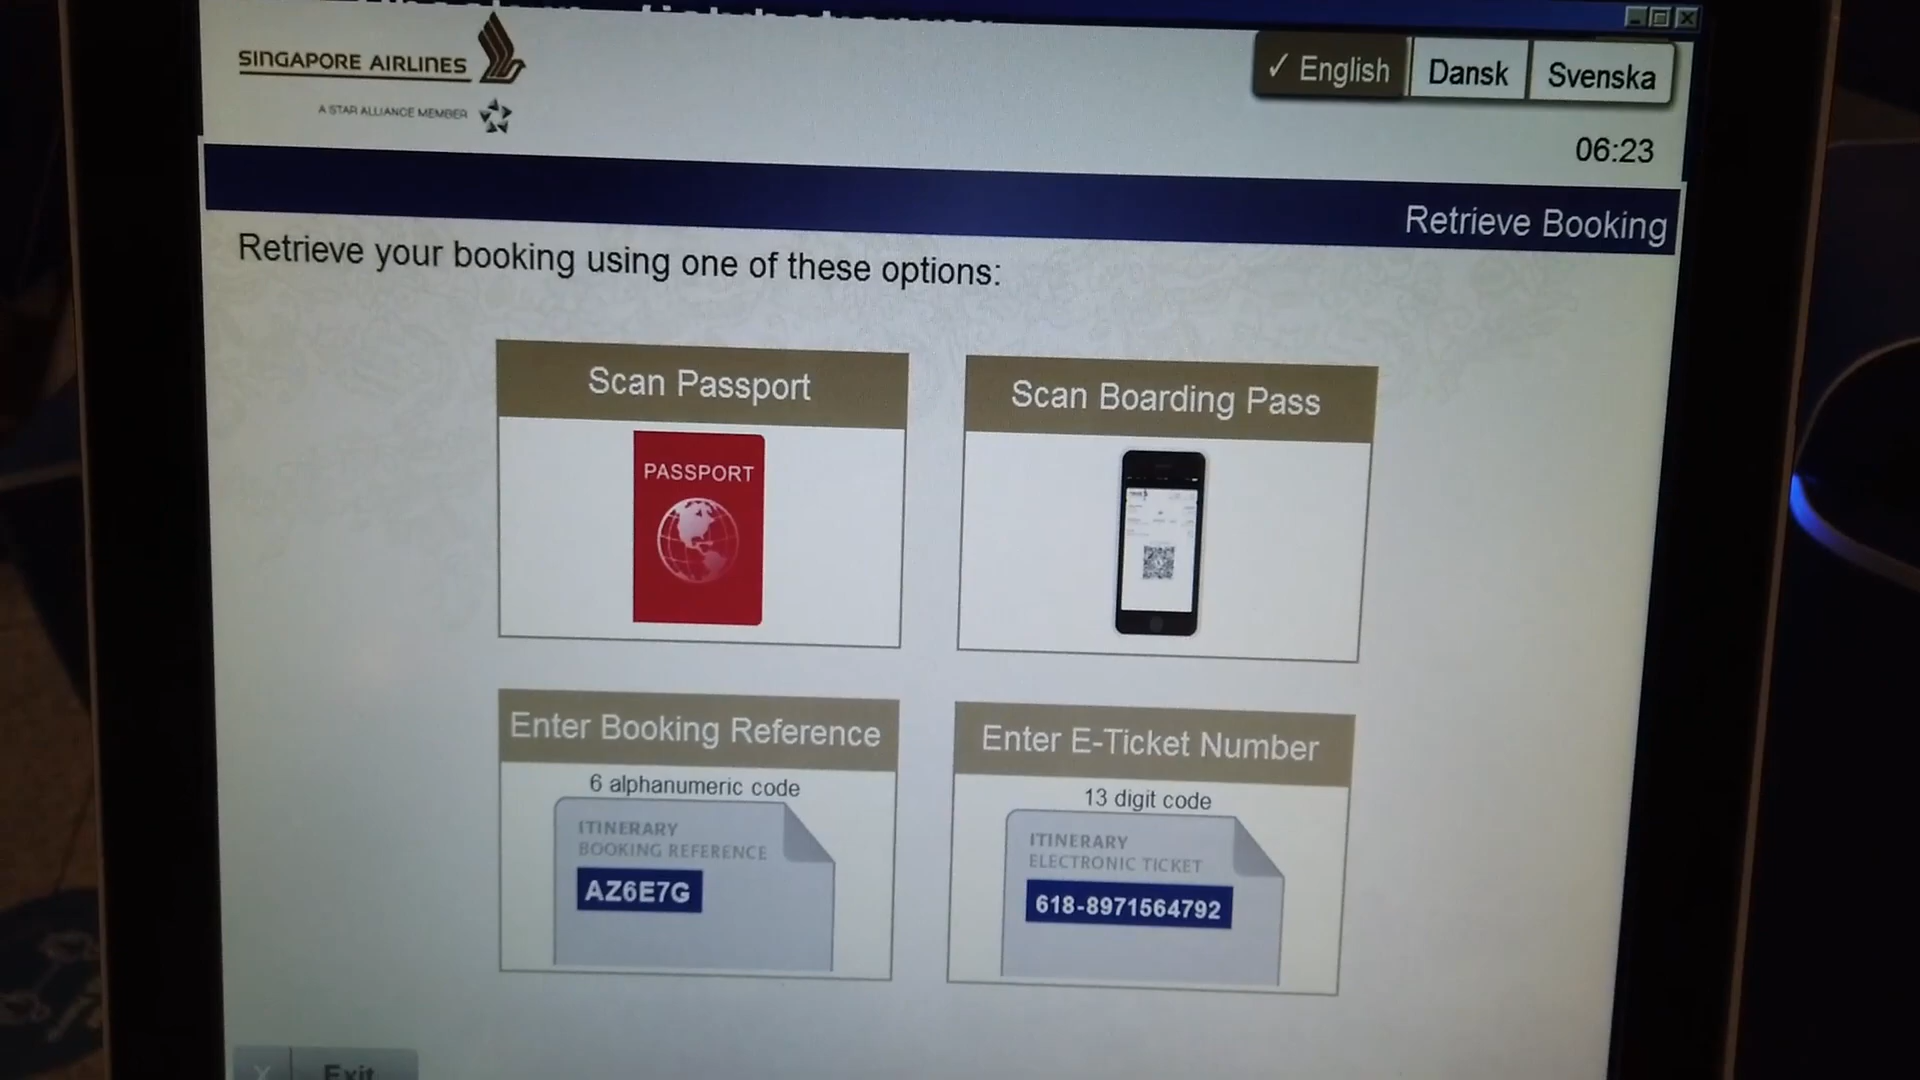 SINGAPORE AIRLINES
A STAR ALLIANCE MEMBER
✓ English
Dansk
Svenska
06:23
Retrieve Booking
Retrieve your booking using one of these options:
Scan Passport
PASSPORT
Scan Boarding Pass
Enter Booking Reference
6 alphanumeric code
ITINERARY
BOOKING REFERENCE
AZ6E7G
Enter E-Ticket Number
13 digit code
ITINERARY
ELECTRONIC TICKET
618-8971564792
X Exit